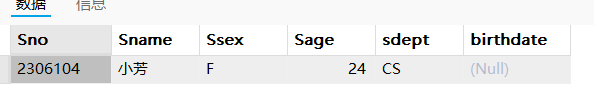 数据 信息
Sno Sname Ssex Sage sdept birthdate
2306104 小芳 F 24 CS (Null)